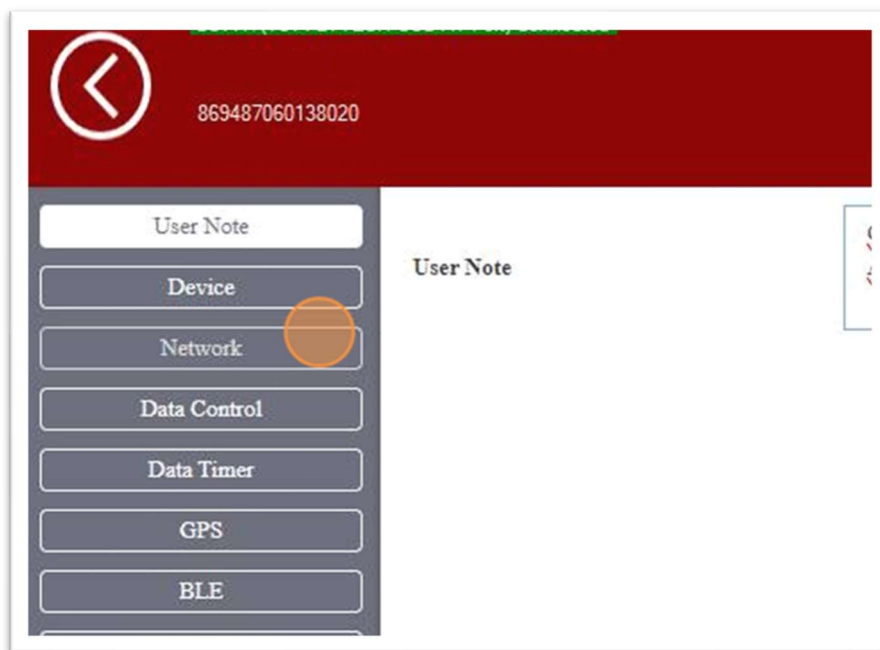 869487060138020
User Note
Device
User Note
Network
Data Control
Data Timer
GPS
BLE